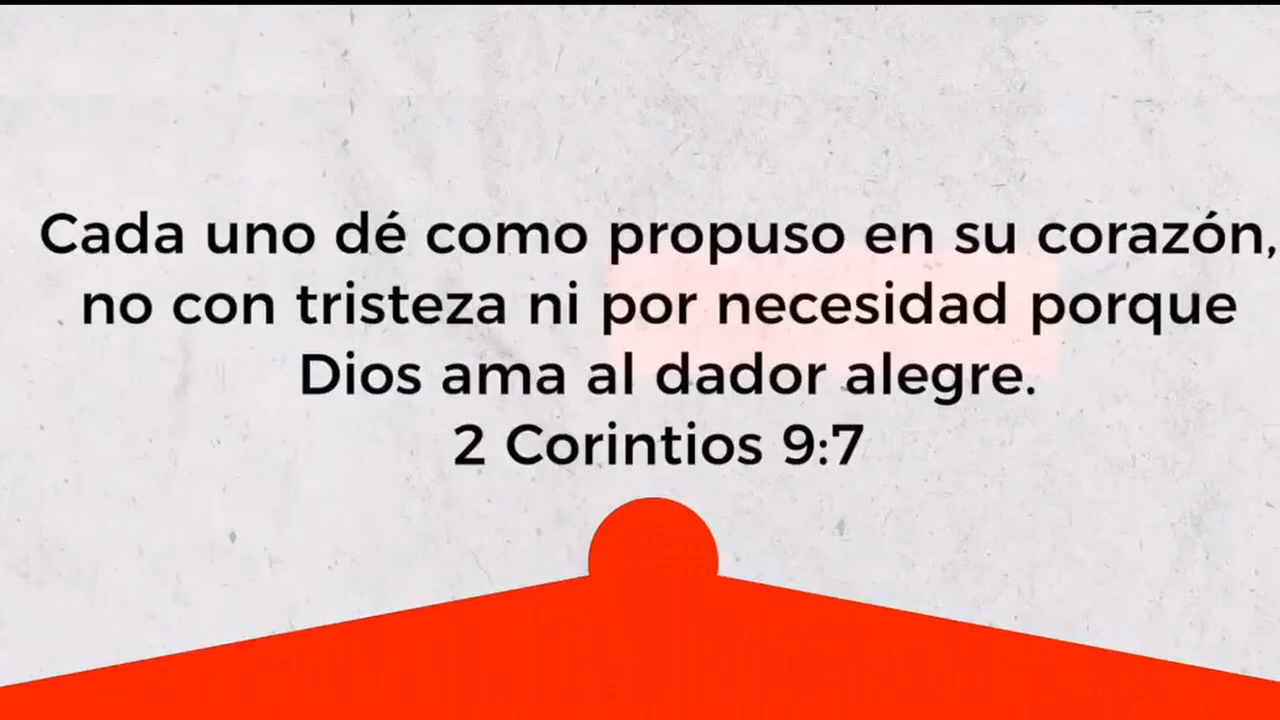 Cada uno dé como propuso en su corazón,
no con tristeza ni por necesidad porque
Dios ama al dador alegre.
2 Corintios 9:7